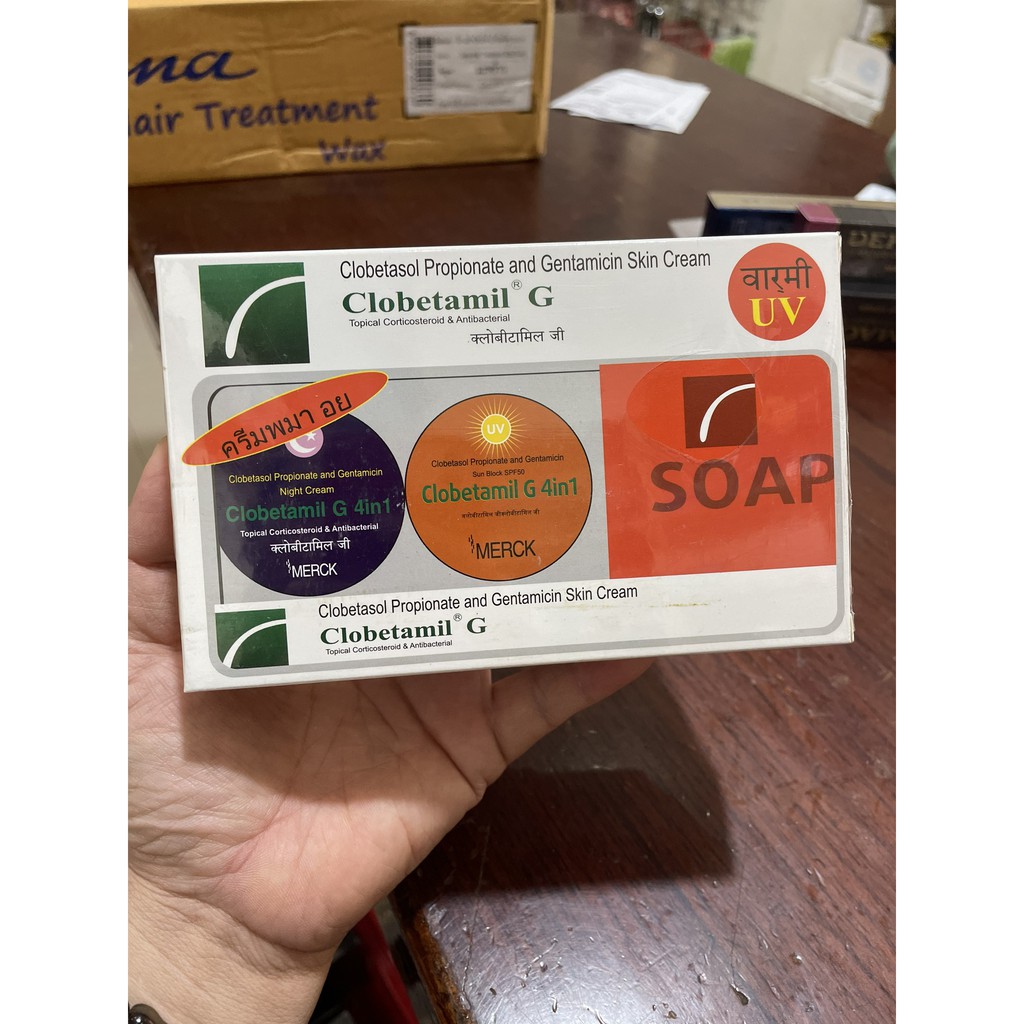 na
air Treatment
Wax
Clobetasol Propionate and Gentamicin Skin Cream
Clobetamil® G
Topical Corticosteroid & Antibacterial
क्लोबीटामिल जी
वार्मी
UV
ครีมพม่า อย
Clobetasol Propionate and Gentamicin
Night Cream
Clobetamil G 4in1
Topical Corticosteroid & Antibacterial
क्लोबीटामिल जी
MERCK
UV
Clobetasol Propionate and Gentamicin
Sun Block SPF50
Clobetamil G 4in1
MERCK
SOAP
Clobetasol Propionate and Gentamicin Skin Cream
Clobetamil® G
Topical Corticosteroid & Antibacterial